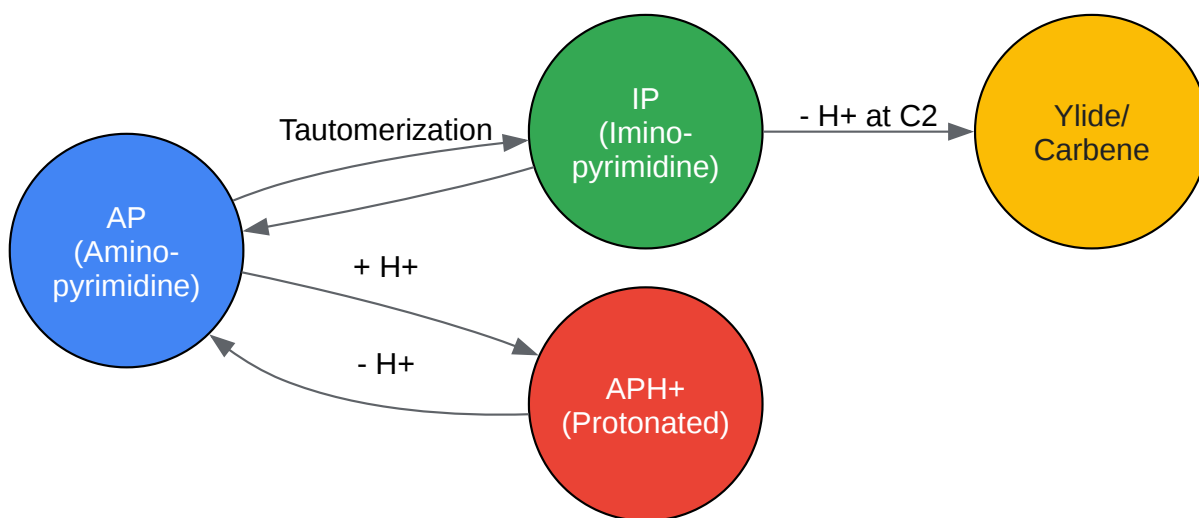 AP
(Amino-
pyrimidine)
Tautomerization
IP
(Imino-
pyrimidine)
- H+ at C2
Ylide/
Carbene
+ H+
- H+
APH+
(Protonated)